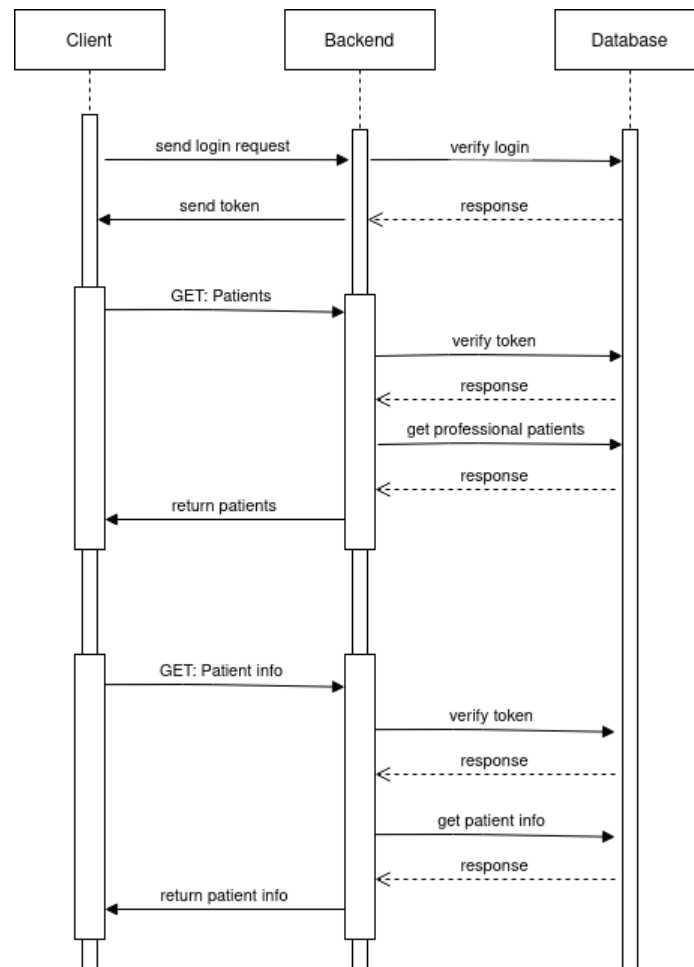 Client
Backend
Database
send login request
verify login
send token
response
GET: Patients
verify token
response
get professional patients
response
return patients
GET: Patient info
verify token
response
get patient info
response
return patient info